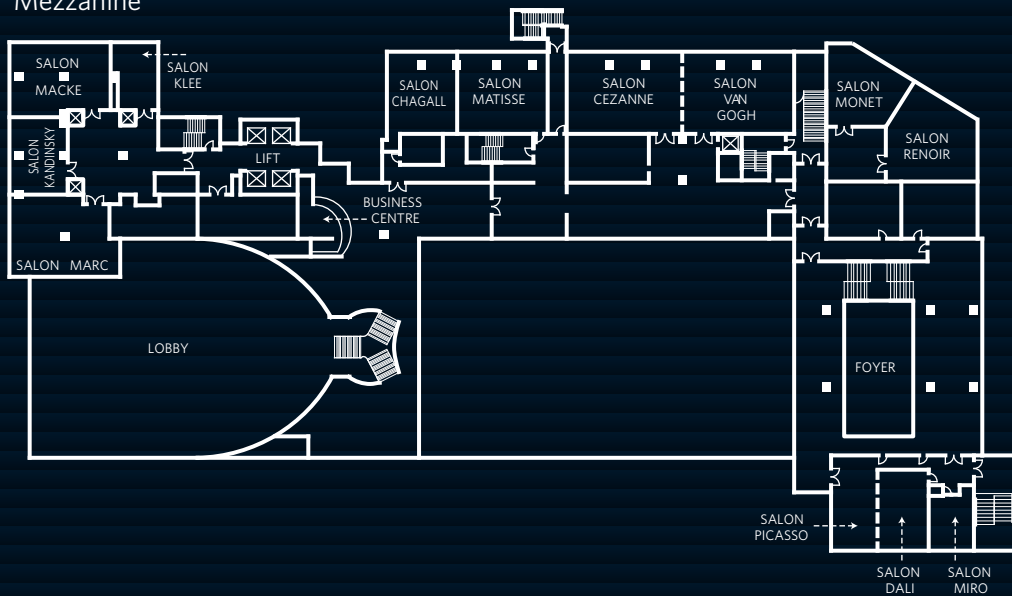 Mezzanine
SALON
MACKE
SALON
KLEE
SALON
KANDINSKY
LIFT
SALON
CHAGALL
SALON
MATISSE
SALON
CEZANNE
SALON
VAN
GOGH
SALON
MONET
SALON
RENOIR
BUSINESS
CENTRE
SALON MARC
LOBBY
FOYER
SALON
PICASSO
SALON
DALI
SALON
MIRO